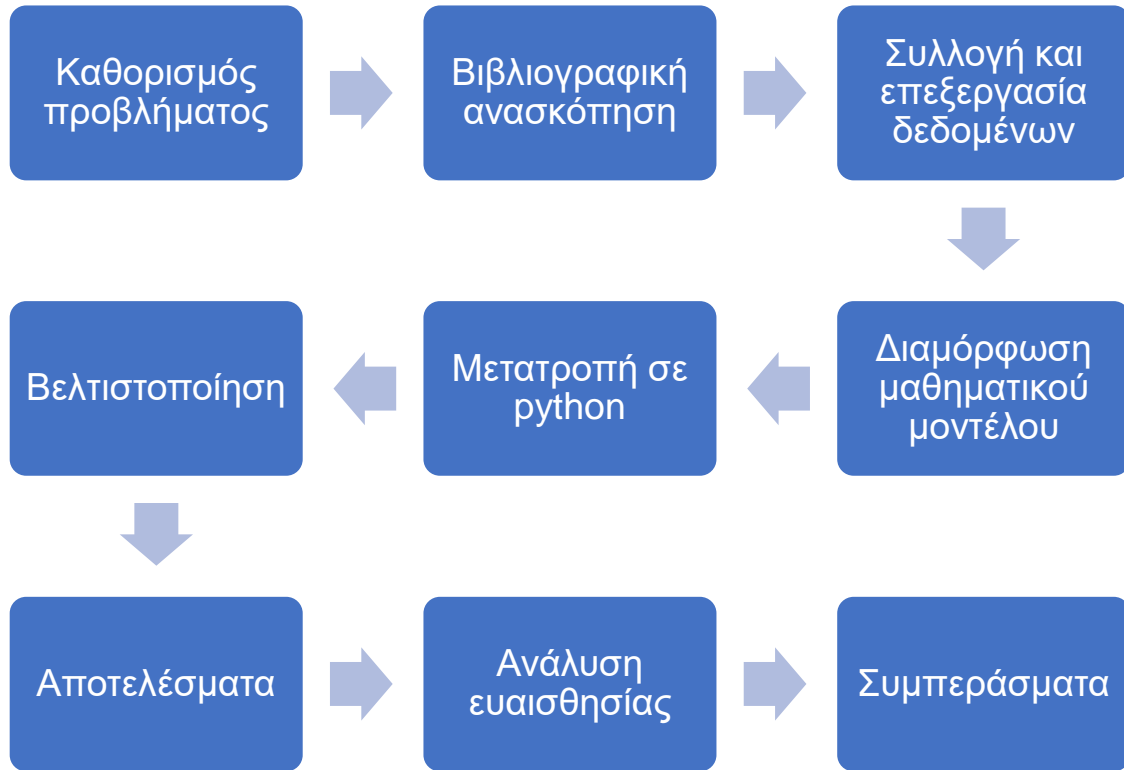 Καθορισμός
προβλήματος
Βιβλιογραφική
ανασκόπηση
Συλλογή και
επεξεργασία
δεδομένων
Διαμόρφωση
μαθηματικού
μοντέλου
Μετατροπή σε
python
Βελτιστοποίηση
Αποτελέσματα
Ανάλυση
ευαισθησίας
Συμπεράσματα